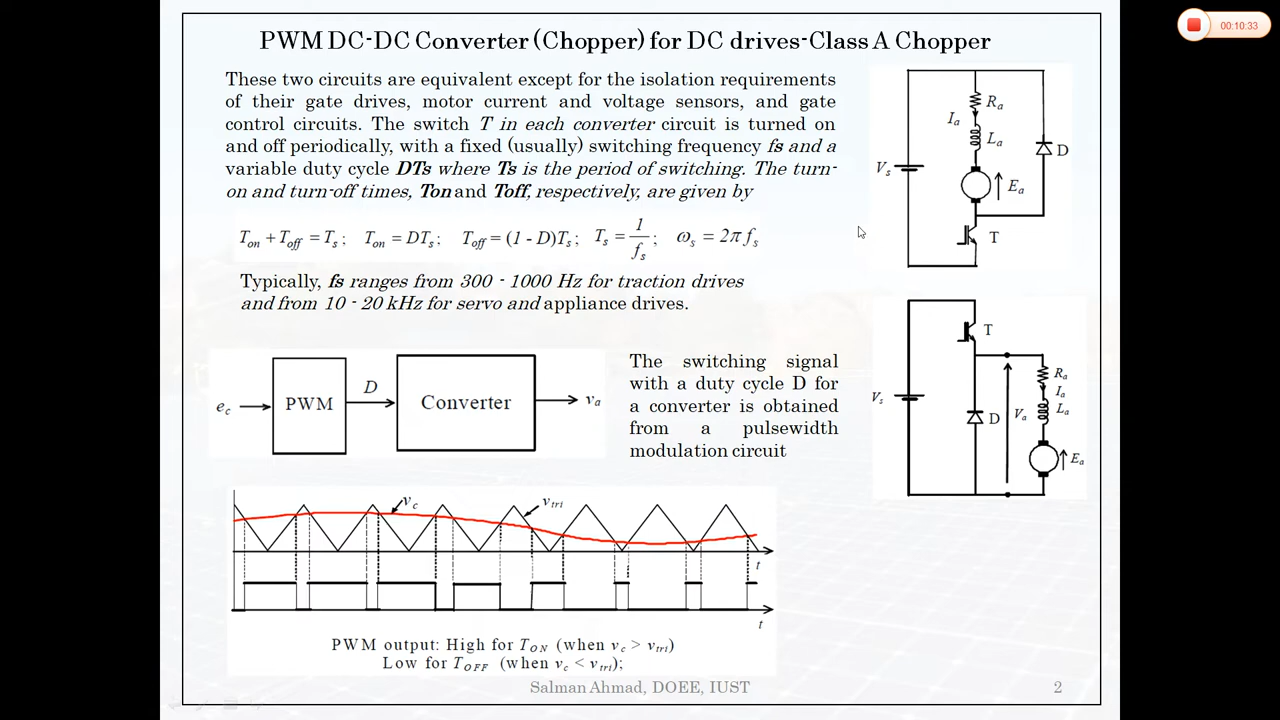 00:10:33
PWM DC-DC Converter (Chopper) for DC drives-Class A Chopper
These two circuits are equivalent except for the isolation requirements
of their gate drives, motor current and voltage sensors, and gate
control circuits. The switch T in each converter circuit is turned on
and off periodically, with a fixed (usually) switching frequency fs and a
variable duty cycle DTs where Ts is the period of switching. The turn-
on and turn-off times, Ton and Toff, respectively, are given by
T_on + T_off = T_s ; T_on = DT_s ; T_off = (1 - D)T_s ; T_s = 1/f_s ; ω_s = 2π f_s
Typically, fs ranges from 300 - 1000 Hz for traction drives
and from 10 - 20 kHz for servo and appliance drives.
R_a
I_a
L_a
D
V_s
E_a
T
e_c
PWM
D
Converter
v_a
The switching signal
with a duty cycle D for
a converter is obtained
from a pulsewidth
modulation circuit
T
R_a
I_a
V_s
L_a
D
V_a
E_a
v_c
v_tri
t
t
PWM output: High for T_ON (when v_c > v_tri)
Low for T_OFF (when v_c < v_tri);
Salman Ahmad, DOEE, IUST
2